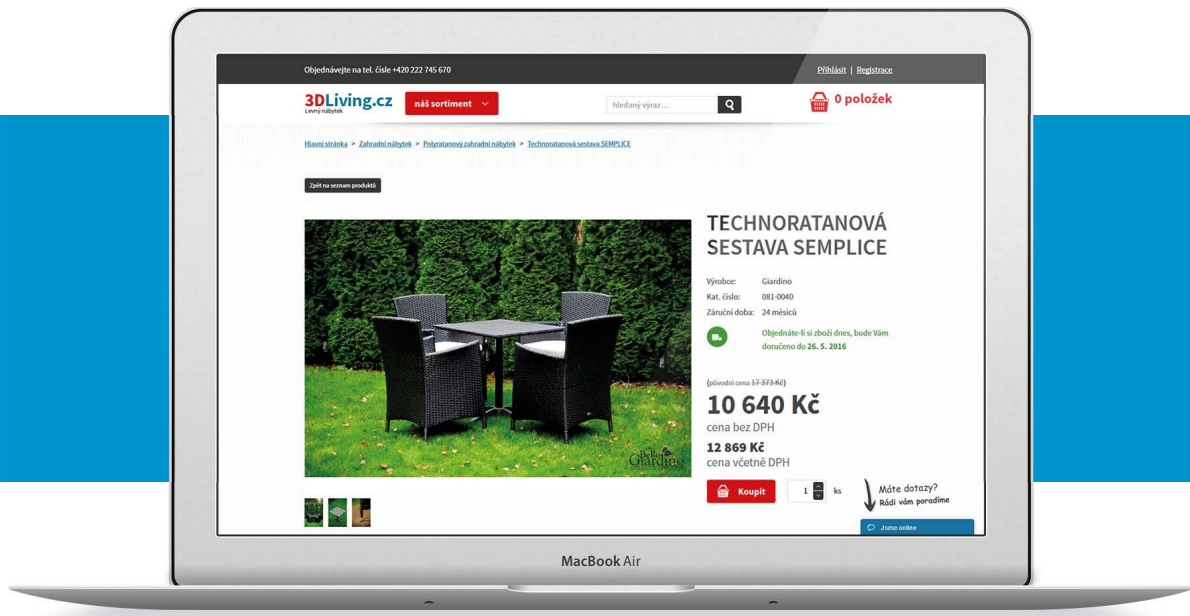 Objednávejte na tel. čísle +420 222 745 670
Přihlásit | Registrace
3DLiving.cz
Levný nábytek
náš sortiment
hledaný výraz...
0 položek
Hlavní stránka > Zahradní nábytek > Polyratanový zahradní nábytek > Technoratanová sestava SEMPLICE
Zpět na seznam produktů
TECHNORATANOVÁ
SESTAVA SEMPLICE
Výrobce: Giardino
Kat. číslo: 081-0040
Záruční doba: 24 měsíců
Objednáte-li si zboží dnes, bude Vám
doručeno do 26. 5. 2016
(původní cena 17 373 Kč)
10 640 Kč
cena bez DPH
12 869 Kč
cena včetně DPH
Koupit
1 ks
Máte dotazy?
Rádi vám poradíme
Jsme online
Bello
Giardino
MacBook Air